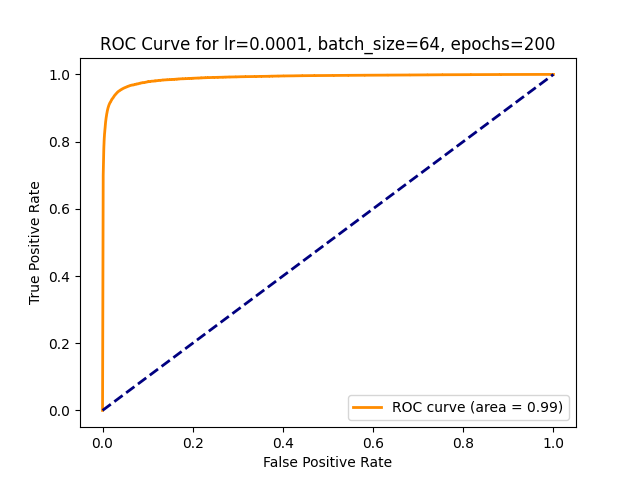 ROC Curve for lr=0.0001, batch_size=64, epochs=200
1.0
0.8
0.6
0.4
0.2
0.0
True Positive Rate
ROC curve (area = 0.99)
0.0 0.2 0.4 0.6 0.8 1.0
False Positive Rate